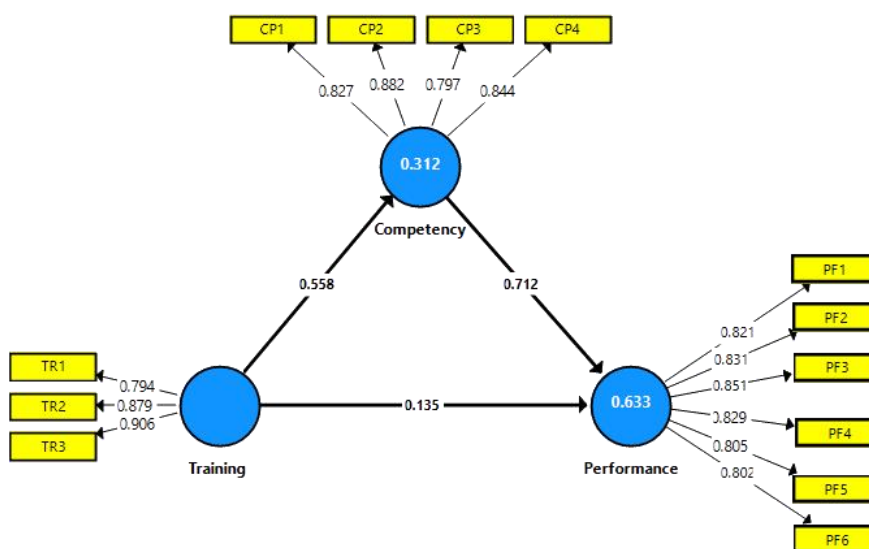 CP1 CP2 CP3 CP4
0.827 0.882 0.797 0.844
0.312
Competency
0.558
0.712
TR1
TR2
TR3
0.794
0.879
0.906
Training
0.135
0.633
Performance
0.821
0.831
0.851
0.829
0.805
0.802
PF1
PF2
PF3
PF4
PF5
PF6